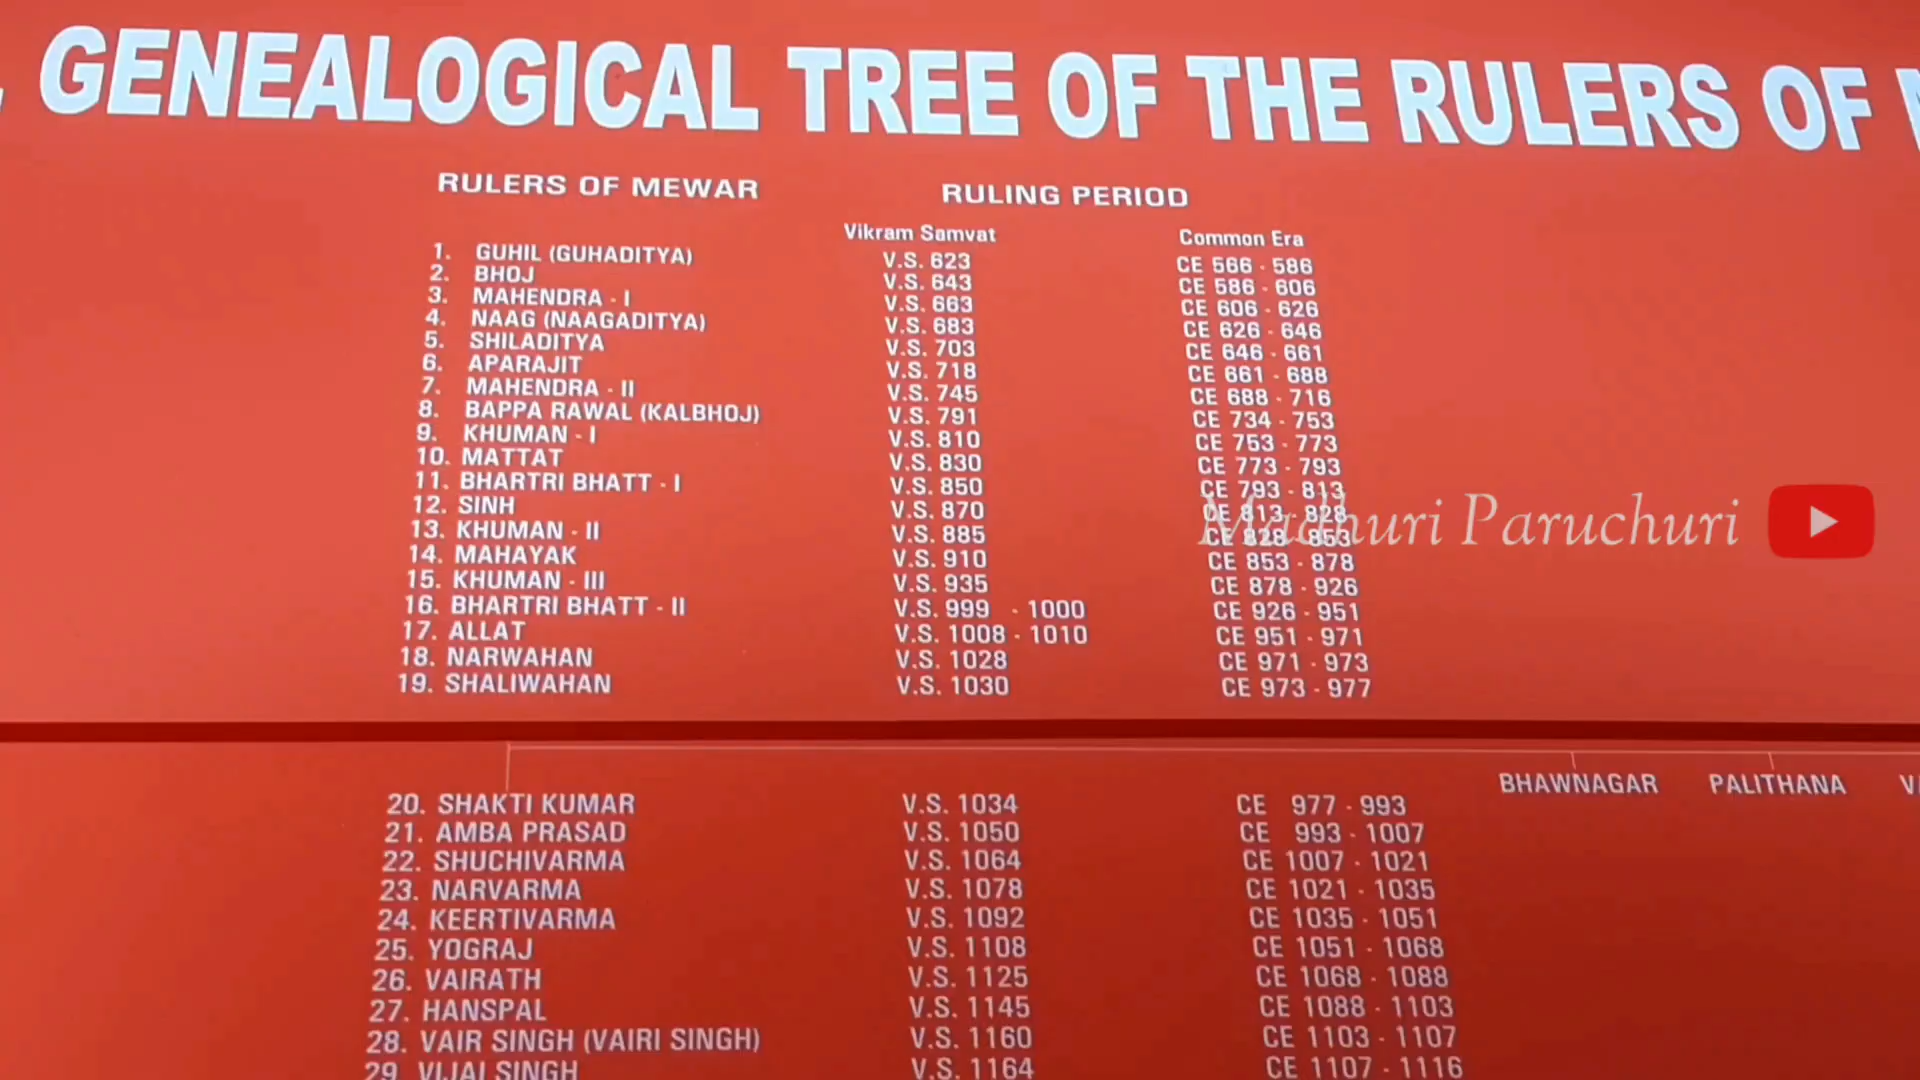 GENEALOGICAL TREE OF THE RULERS OF
RULERS OF MEWAR RULING PERIOD
Vikram Samvat Common Era
1. GUHIL (GUHADITYA) V.S. 623 CE 566 - 586
2. BHOJ V.S. 643 CE 586 - 606
3. MAHENDRA - I V.S. 663 CE 606 - 626
4. NAAG (NAAGADITYA) V.S. 683 CE 626 - 646
5. SHILADITYA V.S. 703 CE 646 - 661
6. APARAJIT V.S. 718 CE 661 - 688
7. MAHENDRA - II V.S. 745 CE 688 - 716
8. BAPPA RAWAL (KALBHOJ) V.S. 791 CE 734 - 753
9. KHUMAN - I V.S. 810 CE 753 - 773
10. MATTAT V.S. 830 CE 773 - 793
11. BHARTRI BHATT - I V.S. 850 CE 793 - 813
12. SINH V.S. 870 CE 813 - 828
13. KHUMAN - II V.S. 885 CE 828 - 853
Madhuri Paruchuri
14. MAHAYAK V.S. 910 CE 853 - 878
15. KHUMAN - III V.S. 935 CE 878 - 926
16. BHARTRI BHATT - II V.S. 999 - 1000 CE 926 - 951
17. ALLAT V.S. 1008 - 1010 CE 951 - 971
18. NARWAHAN V.S. 1028 CE 971 - 973
19. SHALIWAHAN V.S. 1030 CE 973 - 977
BHAWNAGAR PALITHANA
20. SHAKTI KUMAR V.S. 1034 CE 977 - 993
21. AMBA PRASAD V.S. 1050 CE 993 - 1007
22. SHUCHIVARMA V.S. 1064 CE 1007 - 1021
23. NARVARMA V.S. 1078 CE 1021 - 1035
24. KEERTIVARMA V.S. 1092 CE 1035 - 1051
25. YOGRAJ V.S. 1108 CE 1051 - 1068
26. VAIRATH V.S. 1125 CE 1068 - 1088
27. HANSPAL V.S. 1145 CE 1088 - 1103
28. VAIR SINGH (VAIRI SINGH) V.S. 1160 CE 1103 - 1107
29. VIJAI SINGH V.S. 1164 CE 1107 - 1116